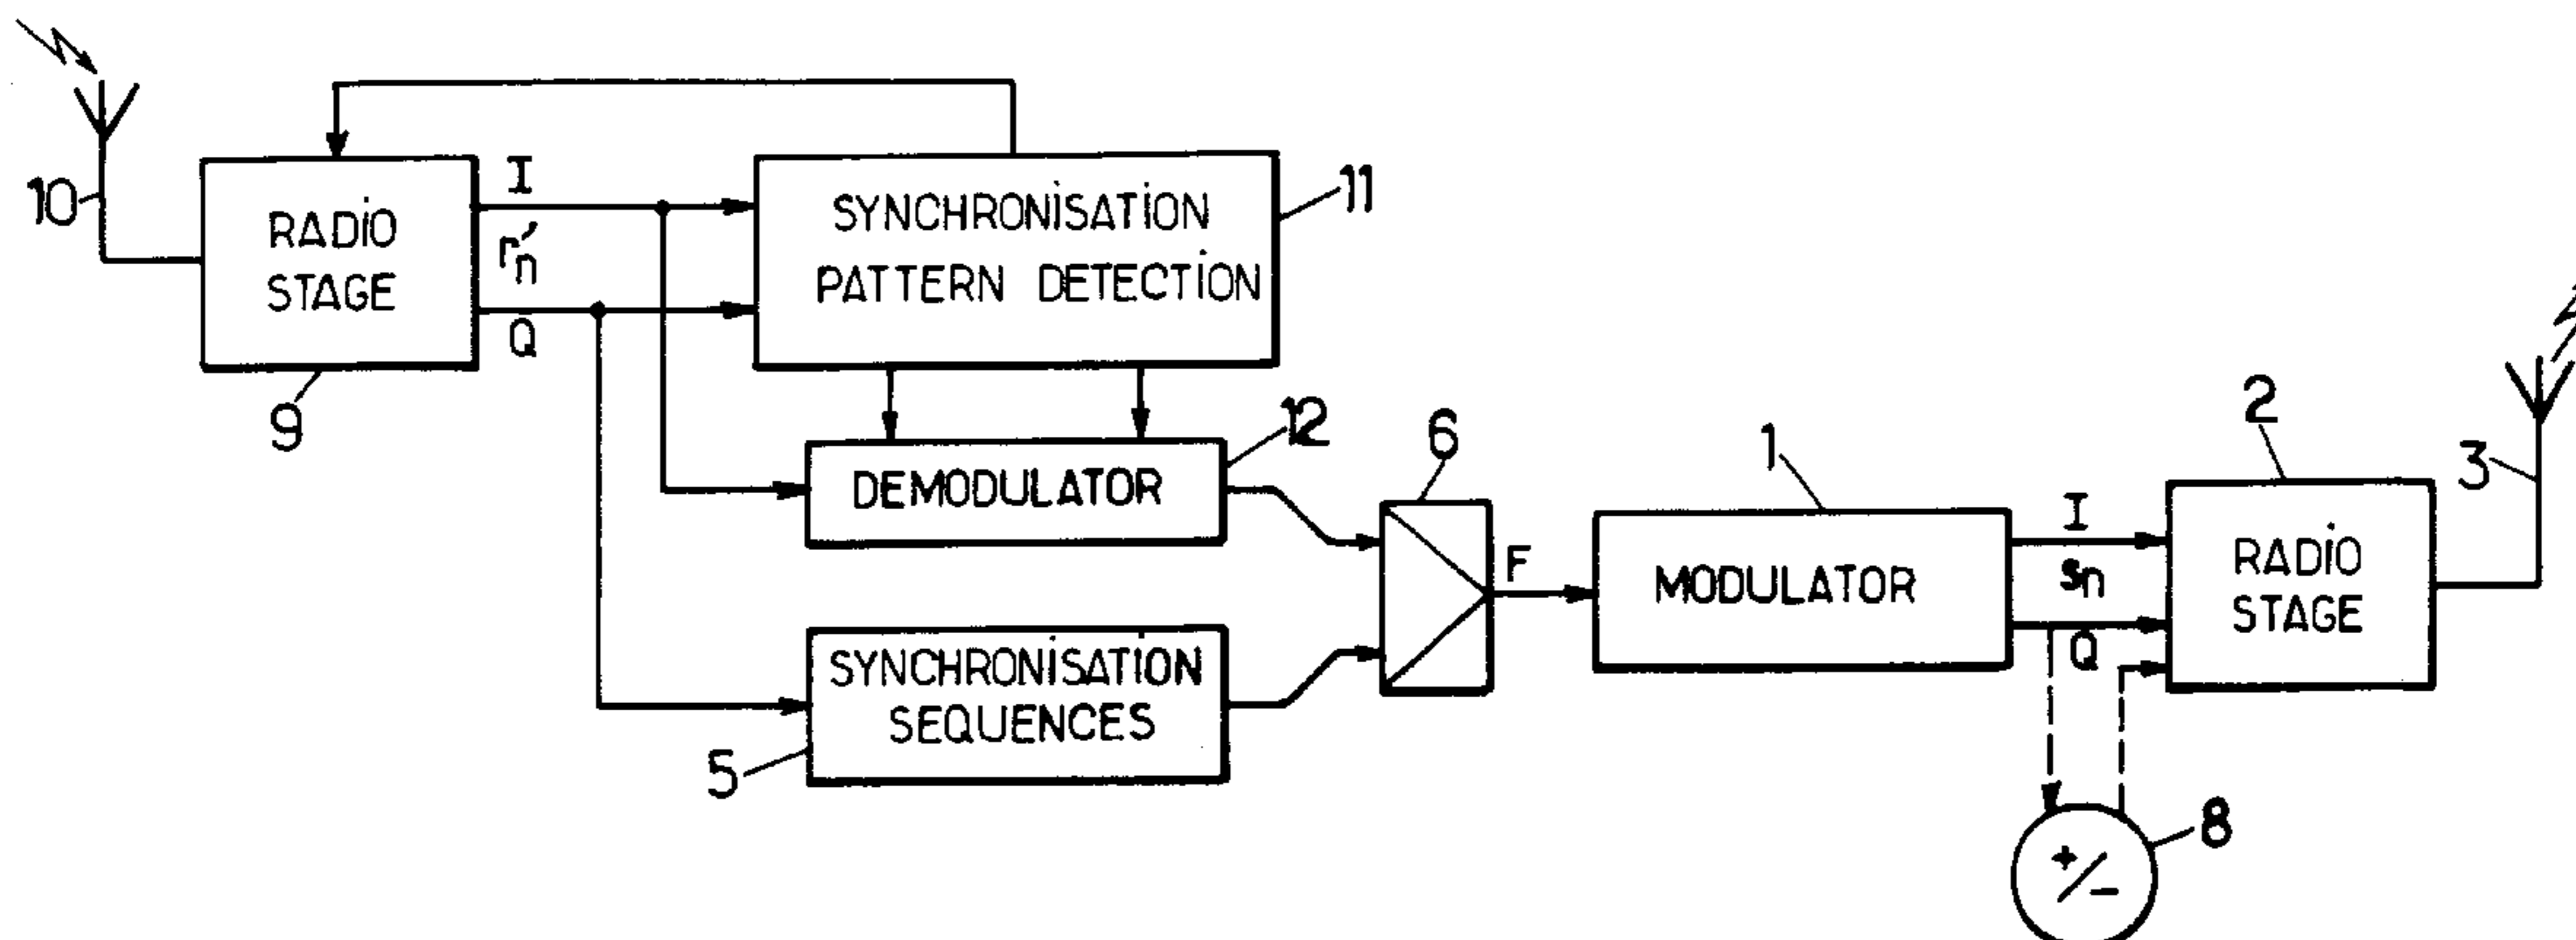 10
RADiO
STAGE
9
I
r'n
Q
SYNCHRONiSATiON
PATTERN DETECTiON
11
DEMODULATOR
12
SYNCHRONiSATiON
SEQUENCES
5
6
F
MODULATOR
1
I
sn
Q
RADiO
STAGE
2
3
+/-
8